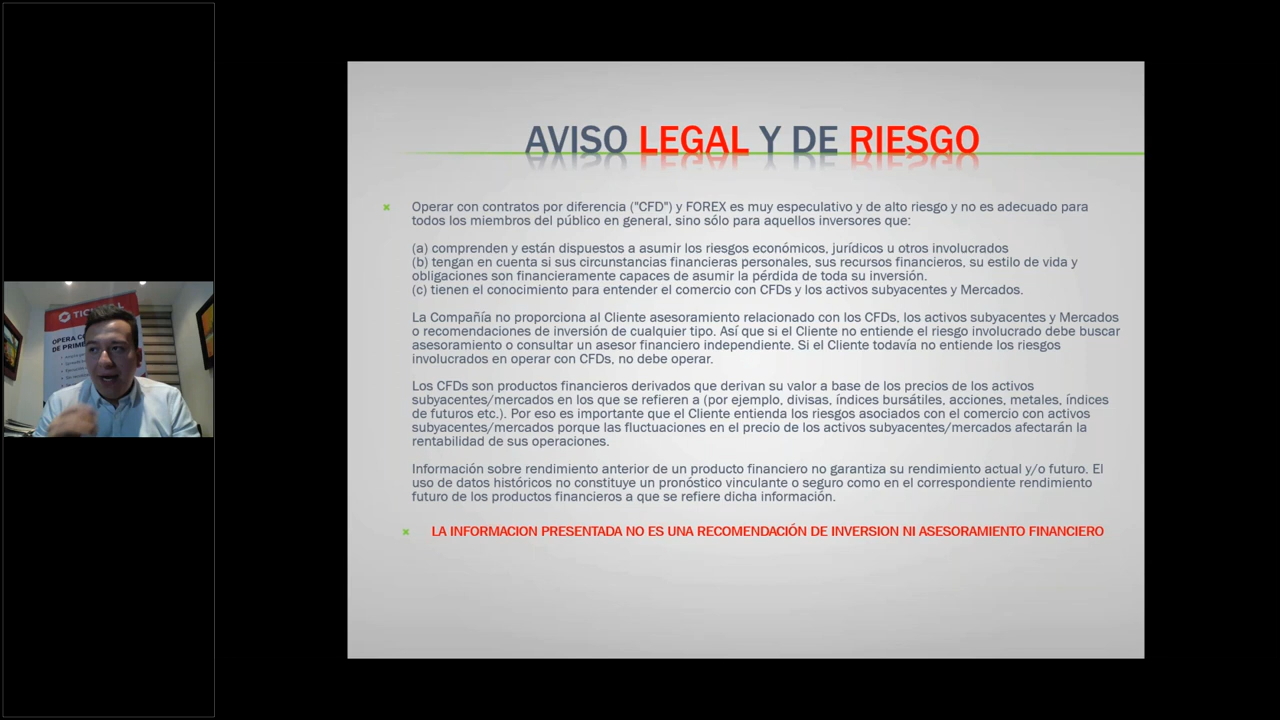 AVISO LEGAL Y DE RIESGO
Operar con contratos por diferencia ("CFD") y FOREX es muy especulativo y de alto riesgo y no es adecuado para
todos los miembros del público en general, sino sólo para aquellos inversores que:
(a) comprenden y están dispuestos a asumir los riesgos económicos, jurídicos u otros involucrados
(b) tengan en cuenta si sus circunstancias financieras personales, sus recursos financieros, su estilo de vida y
obligaciones son financieramente capaces de asumir la pérdida de toda su inversión.
(c) tienen el conocimiento para entender el comercio con CFDs y los activos subyacentes y Mercados.
La Compañía no proporciona al Cliente asesoramiento relacionado con los CFDs, los activos subyacentes y Mercados
o recomendaciones de inversión de cualquier tipo. Así que si el Cliente no entiende el riesgo involucrado debe buscar
asesoramiento o consultar un asesor financiero independiente. Si el Cliente todavía no entiende los riesgos
involucrados en operar con CFDs, no debe operar.
Los CFDs son productos financieros derivados que derivan su valor a base de los precios de los activos
subyacentes/mercados en los que se refieren a (por ejemplo, divisas, índices bursátiles, acciones, metales, índices
de futuros etc.). Por eso es importante que el Cliente entienda los riesgos asociados con el comercio con activos
subyacentes/mercados porque las fluctuaciones en el precio de los activos subyacentes/mercados afectarán la
rentabilidad de sus operaciones.
Información sobre rendimiento anterior de un producto financiero no garantiza su rendimiento actual y/o futuro. El
uso de datos históricos no constituye un pronóstico vinculante o seguro como en el correspondiente rendimiento
futuro de los productos financieros a que se refiere dicha información.
LA INFORMACION PRESENTADA NO ES UNA RECOMENDACIÓN DE INVERSION NI ASESORAMIENTO FINANCIERO
OPERA
DE